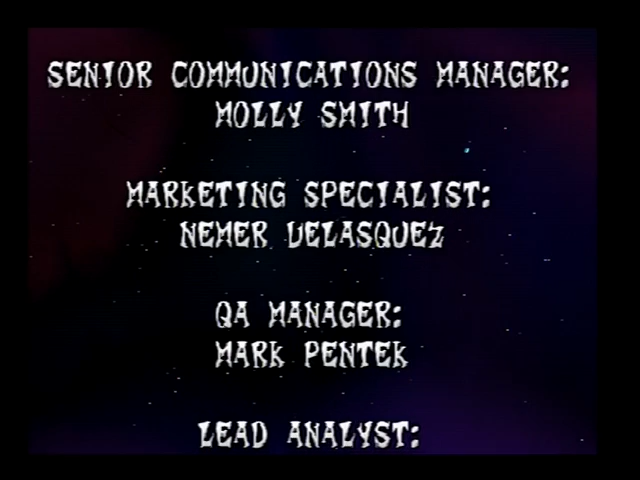 SENIOR COMMUNICATIONS MANAGER:
MOLLY SMITH
MARKETING SPECIALIST:
NEMER VELASQUEZ
QA MANAGER:
MARK PENTEK
LEAD ANALYST: